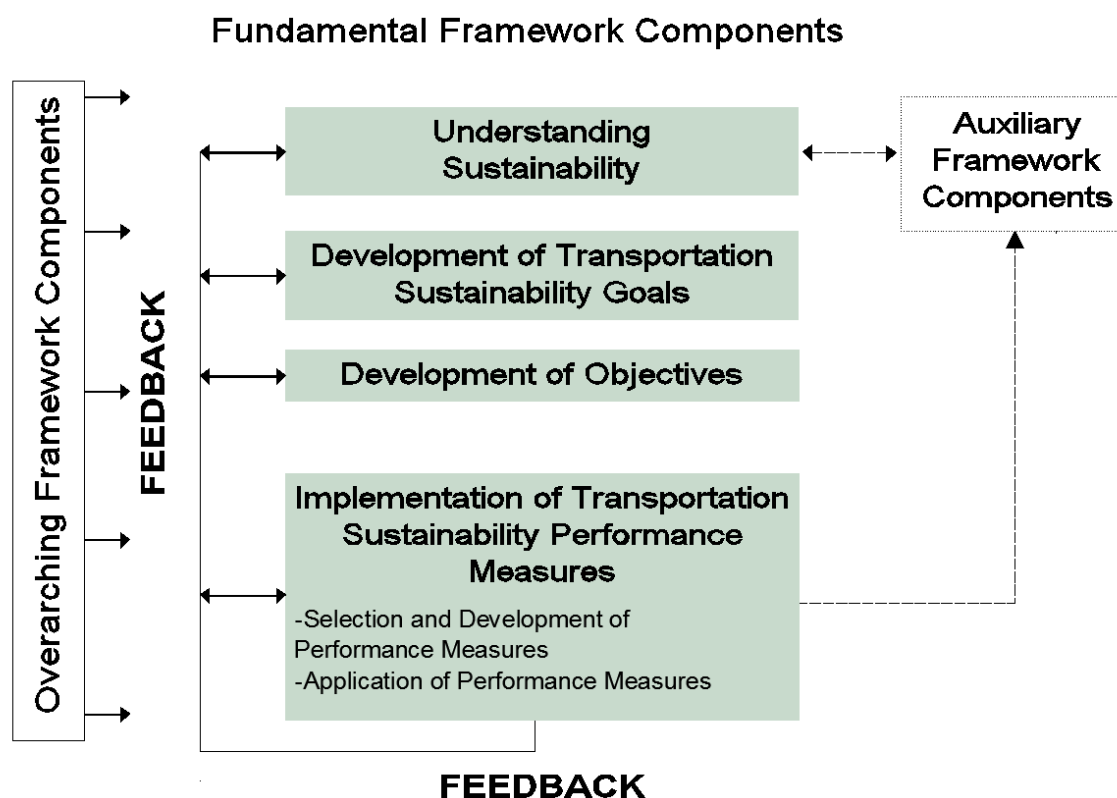 Fundamental Framework Components
Overarching Framework Components
FEEDBACK
Understanding
Sustainability
Auxiliary
Framework
Components
Development of Transportation
Sustainability Goals
Development of Objectives
Implementation of Transportation
Sustainability Performance
Measures
-Selection and Development of
Performance Measures
-Application of Performance Measures
FEEDBACK